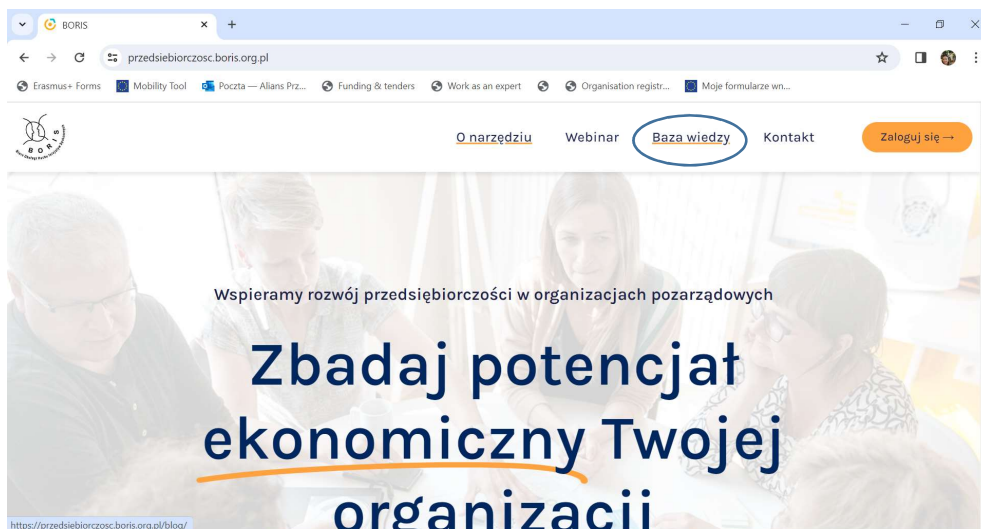 BORIS
przedsiebiorczosc.boris.org.pl
Erasmus+ Forms Mobility Tool Poczta — Alians Prz... Funding & tenders Work as an expert Organisation registr... Moje formularze wn...
BORIS
O narzędziu Webinar Baza wiedzy Kontakt Zaloguj się →
Wspieramy rozwój przedsiębiorczości w organizacjach pozarządowych
Zbadaj potencjał
ekonomiczny Twojej
organizacji
https://przedsiebiorczosc.boris.org.pl/blog/